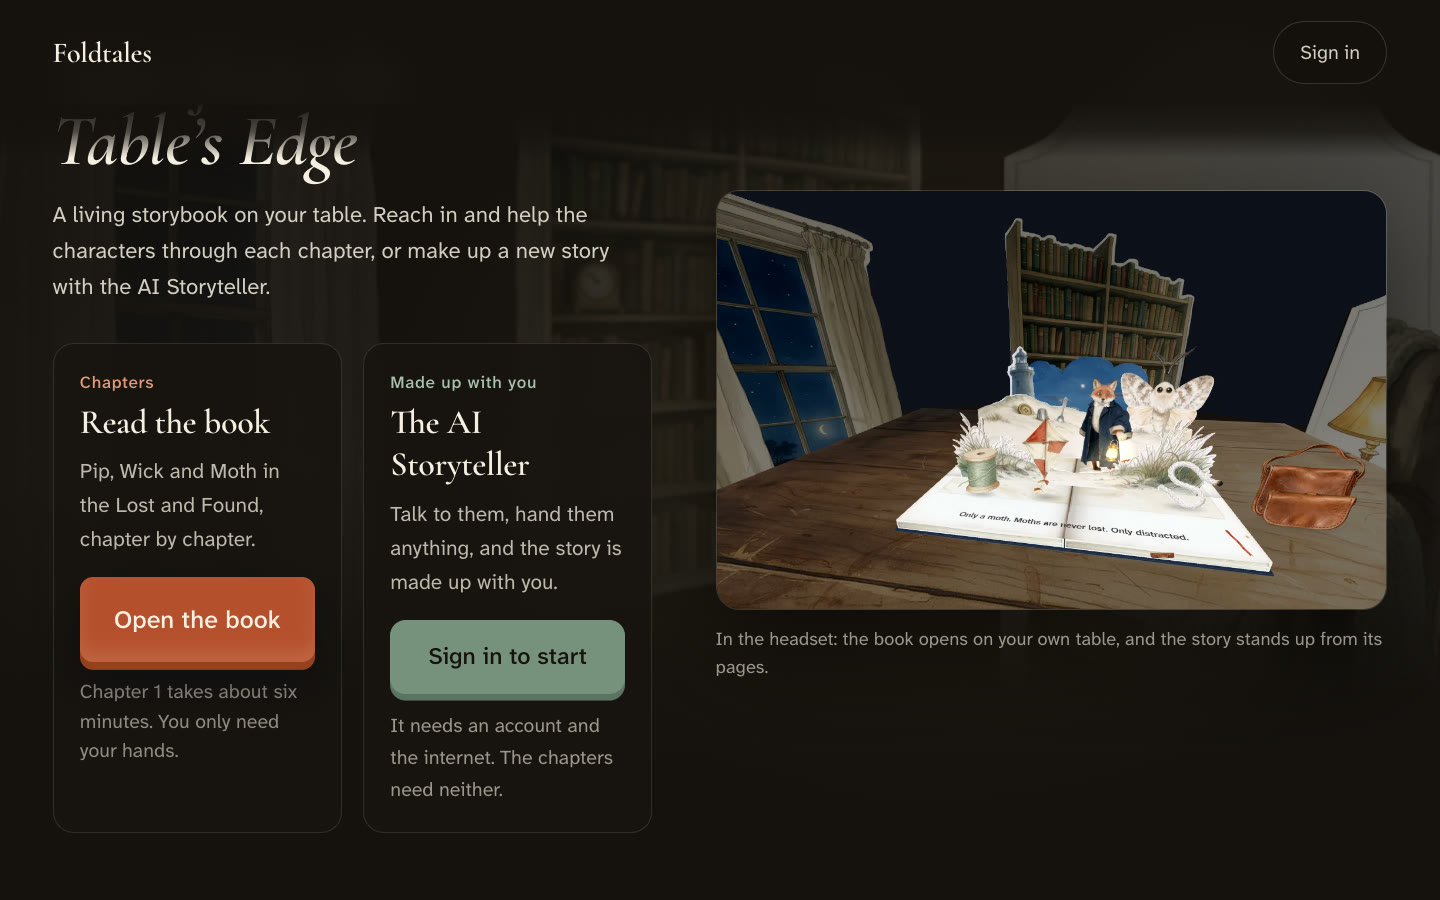 Foldtales
Sign in
Table's Edge
A living storybook on your table. Reach in and help the
characters through each chapter, or make up a new story
with the AI Storyteller.
Chapters
Read the book
Pip, Wick and Moth in
the Lost and Found,
chapter by chapter.
Open the book
Chapter 1 takes about six
minutes. You only need
your hands.
Made up with you
The AI
Storyteller
Talk to them, hand them
anything, and the story is
made up with you.
Sign in to start
It needs an account and
the internet. The chapters
need neither.
Only a moth. Moths are never lost. Only distracted.
In the headset: the book opens on your own table, and the story stands up from its
pages.